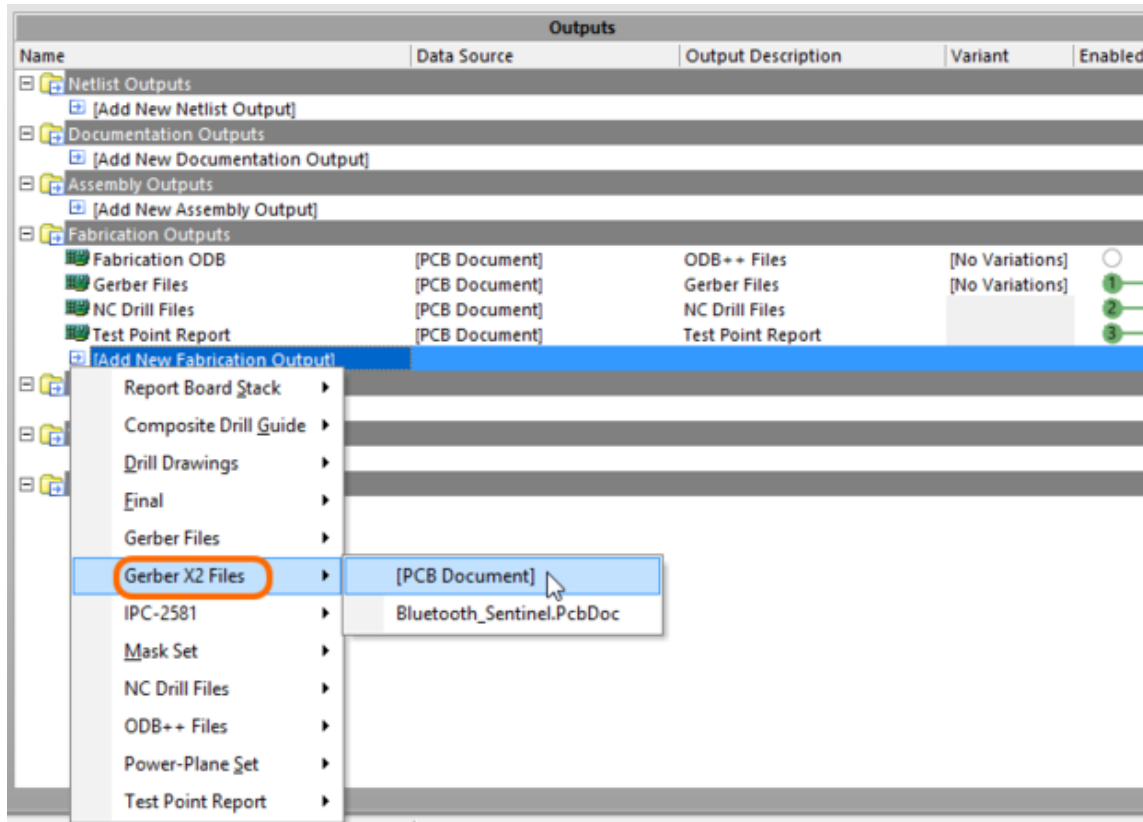 Outputs
Name Data Source Output Description Variant Enabled
Netlist Outputs
[Add New Netlist Output]
Documentation Outputs
[Add New Documentation Output]
Assembly Outputs
[Add New Assembly Output]
Fabrication Outputs
Fabrication ODB [PCB Document] ODB++ Files [No Variations]
Gerber Files [PCB Document] Gerber Files [No Variations] 1
NC Drill Files [PCB Document] NC Drill Files 2
Test Point Report [PCB Document] Test Point Report 3
[Add New Fabrication Output]
Report Board Stack
Composite Drill Guide
Drill Drawings
Final
Gerber Files
Gerber X2 Files [PCB Document]
IPC-2581 Bluetooth_Sentinel.PcbDoc
Mask Set
NC Drill Files
ODB++ Files
Power-Plane Set
Test Point Report